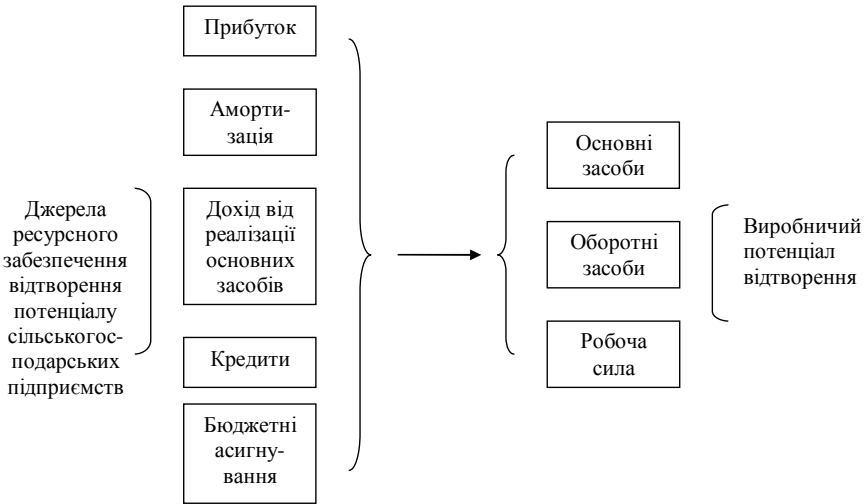 Джерела
ресурсного
забезпечення
відтворення
потенціалу
сільськогос-
подарських
підприємств
Прибуток
Аморти-
зація
Дохід від
реалізації
основних
засобів
Кредити
Бюджетні
асигну-
вання
Основні
засоби
Оборотні
засоби
Робоча
сила
Виробничий
потенціал
відтворення